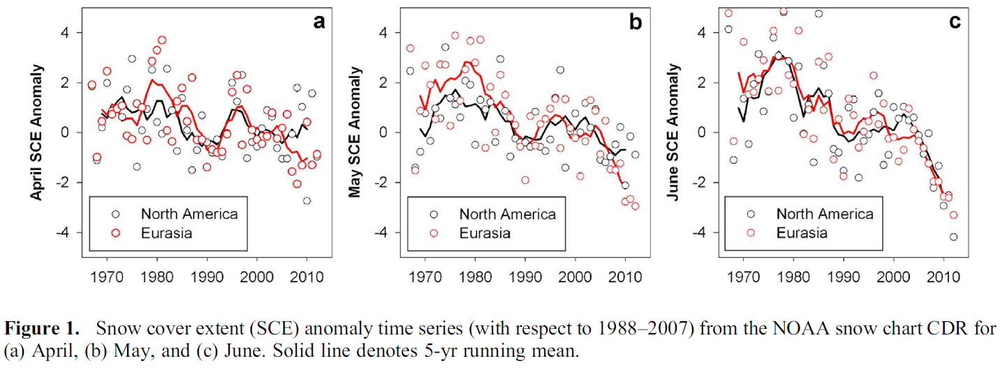 a
4
2
0
-2
-4
April SCE Anomaly
North America
Eurasia
1970 1980 1990 2000 2010
b
4
2
0
-2
-4
May SCE Anomaly
North America
Eurasia
1970 1980 1990 2000 2010
c
4
2
0
-2
-4
June SCE Anomaly
North America
Eurasia
1970 1980 1990 2000 2010
Figure 1. Snow cover extent (SCE) anomaly time series (with respect to 1988–2007) from the NOAA snow chart CDR for
(a) April, (b) May, and (c) June. Solid line denotes 5-yr running mean.